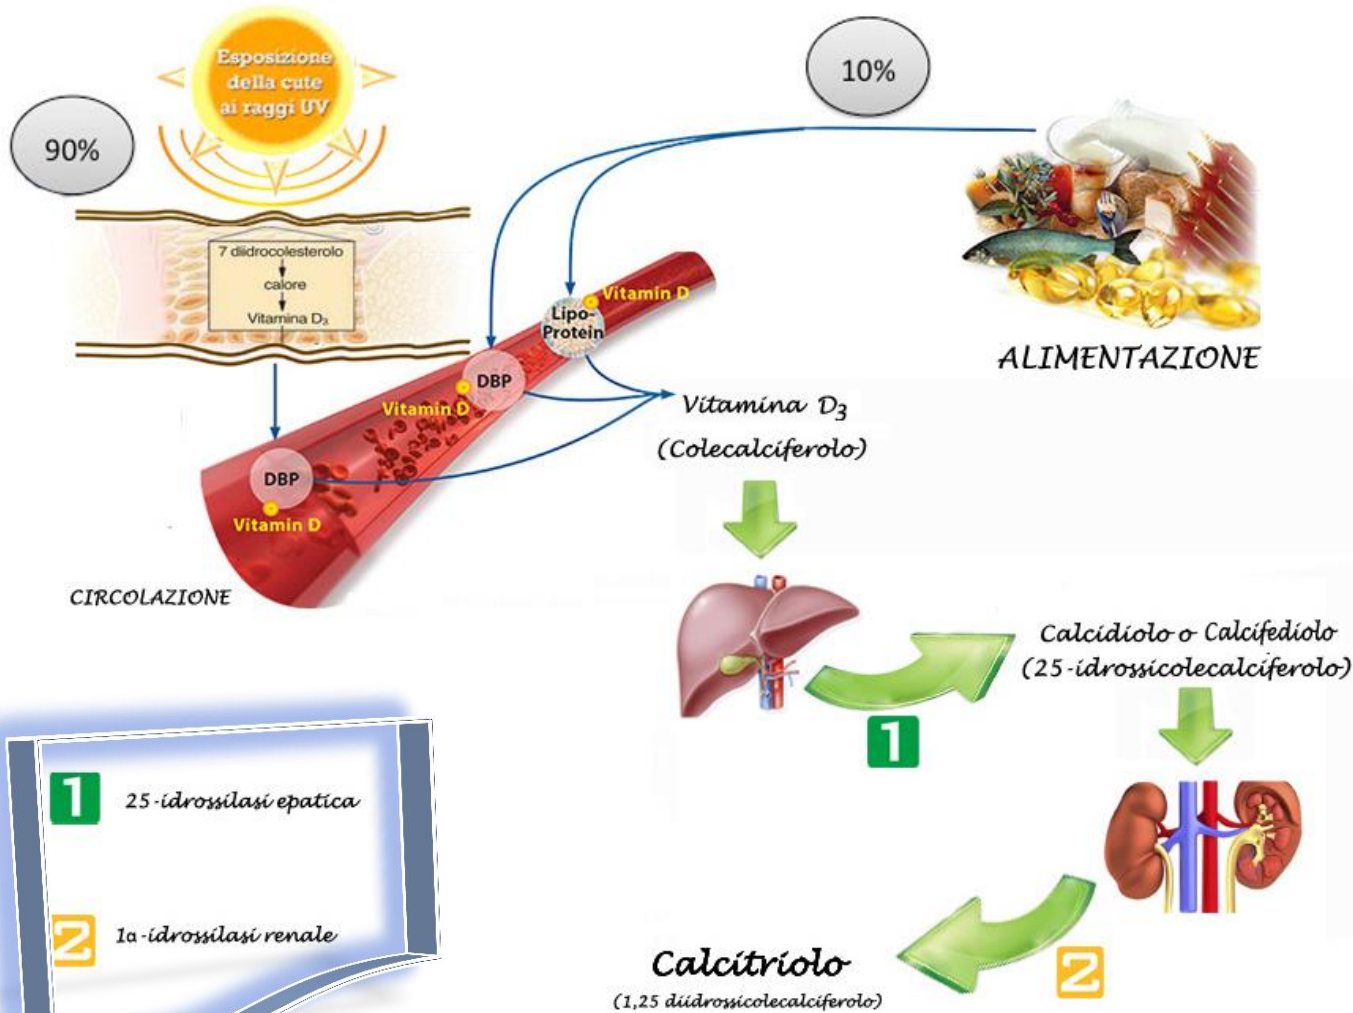 Esposizione
della cute
ai raggi UV
90%
10%
7 diidrocolesterolo
calore
Vitamina D₃
ALIMENTAZIONE
Vitamin D
Lipo-
Protein
DBP
Vitamin D
DBP
Vitamin D
CIRCOLAZIONE
Vitamina D₃
(Colecalciferolo)
Calcidiolo o Calcifediolo
(25-idrossicolecalciferolo)
1
1 25-idrossilasi epatica
2 1α-idrossilasi renale
2
Calcitriolo
(1,25 diidrossicolecalciferolo)